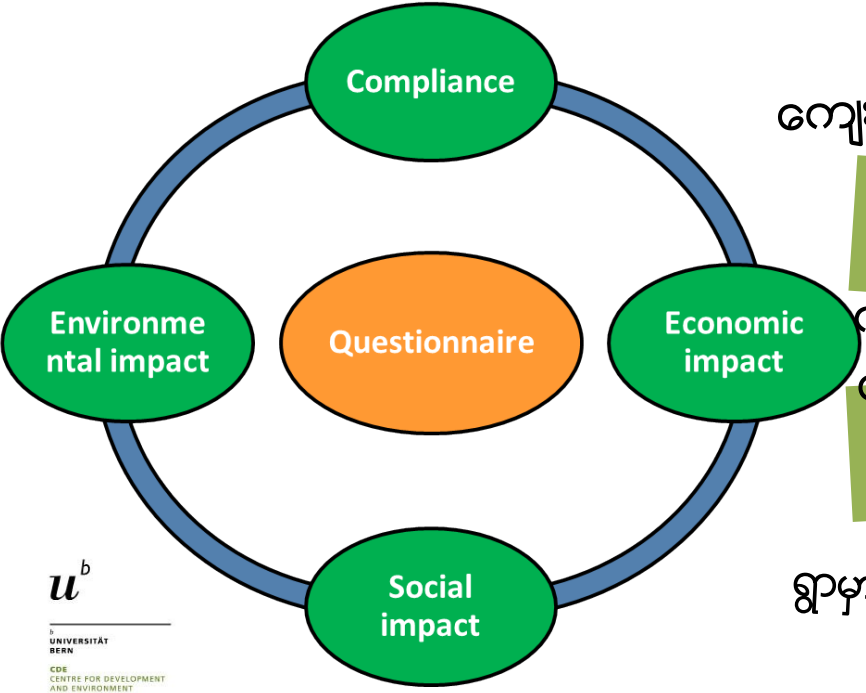 Compliance
Environme
ntal impact
Questionnaire
Economic
impact
Social
impact
u b
b
UNIVERSITÄT
BERN
CDE
CENTRE FOR DEVELOPMENT
AND ENVIRONMENT